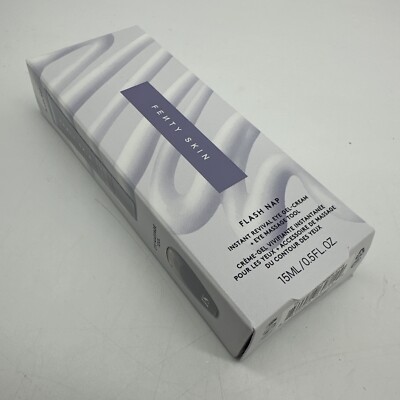 FEИTY SKIN
FLASH NAP
INSTANT REVIVAL EYE GEL-CREAM
+ EYE MASSAGE TOOL
CRÈME-GEL VIVIFIANTE INSTANTANÉE
POUR LES YEUX + ACCESSOIRE DE MASSAGE
DU CONTOUR DES YEUX
15ML/0.5FL.OZ